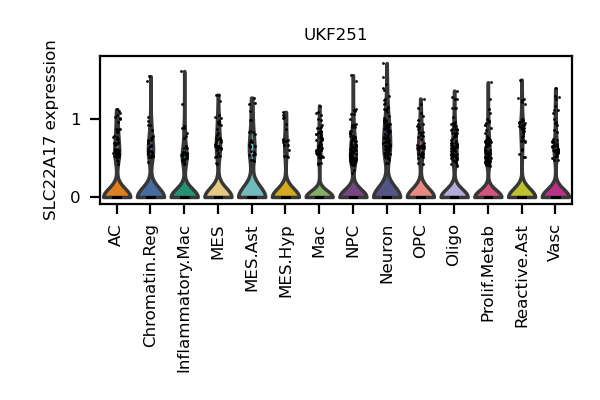 UKF251
SLC22A17 expression
1
0
AC
Chromatin.Reg
Inflammatory.Mac
MES
MES.Ast
MES.Hyp
Mac
NPC
Neuron
OPC
Oligo
Prolif.Metab
Reactive.Ast
Vasc